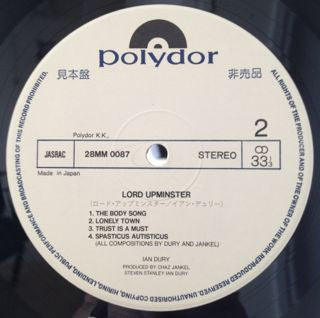 polydor
見本盤
非売品
Polydor K.K.,
2
JASRAC
28MM 0087
STEREO
33 1/3
Made in Japan
LORD UPMINSTER
(ロード・アップミンスター/イアン・デューリー)
1. THE BODY SONG
2. LONELY TOWN
3. TRUST IS A MUST
4. SPASTICUS AUTISTICUS
(ALL COMPOSITIONS BY DURY AND JANKEL)
IAN DURY
PRODUCED BY CHAZ JANKEL
STEVEN STANLEY IAN DURY
ALL RIGHTS OF THE PRODUCER AND OF THE OWNER OF THE WORK REPRODUCED RESERVED. UNAUTHORISED COPYING, HIRING, LENDING, PUBLIC PERFORMANCE AND BROADCASTING OF THIS RECORD PROHIBITED.